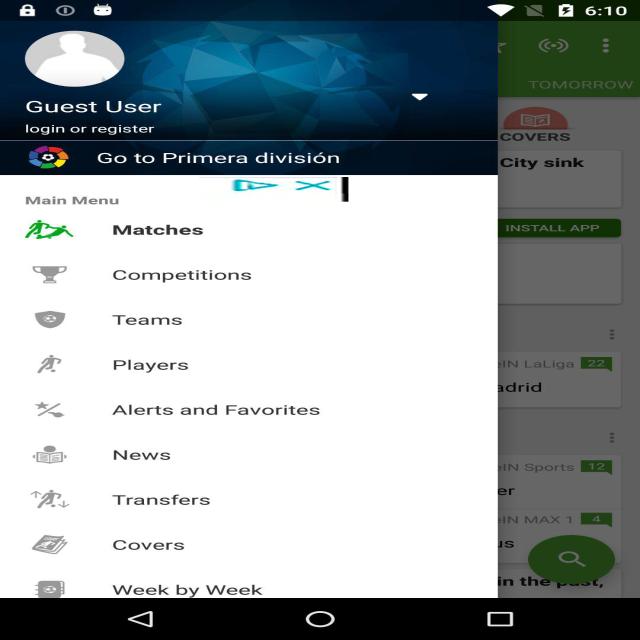 6:10
TOMORROW
Guest User
login or register
COVERS
Go to Primera división
City sink
Main Menu
Matches
INSTALL APP
Competitions
Teams
Players
eIN LaLiga 22
adrid
Alerts and Favorites
News
eIN Sports 12
er
Transfers
eIN MAX 1 4
us
Covers
in the past,
Week by Week